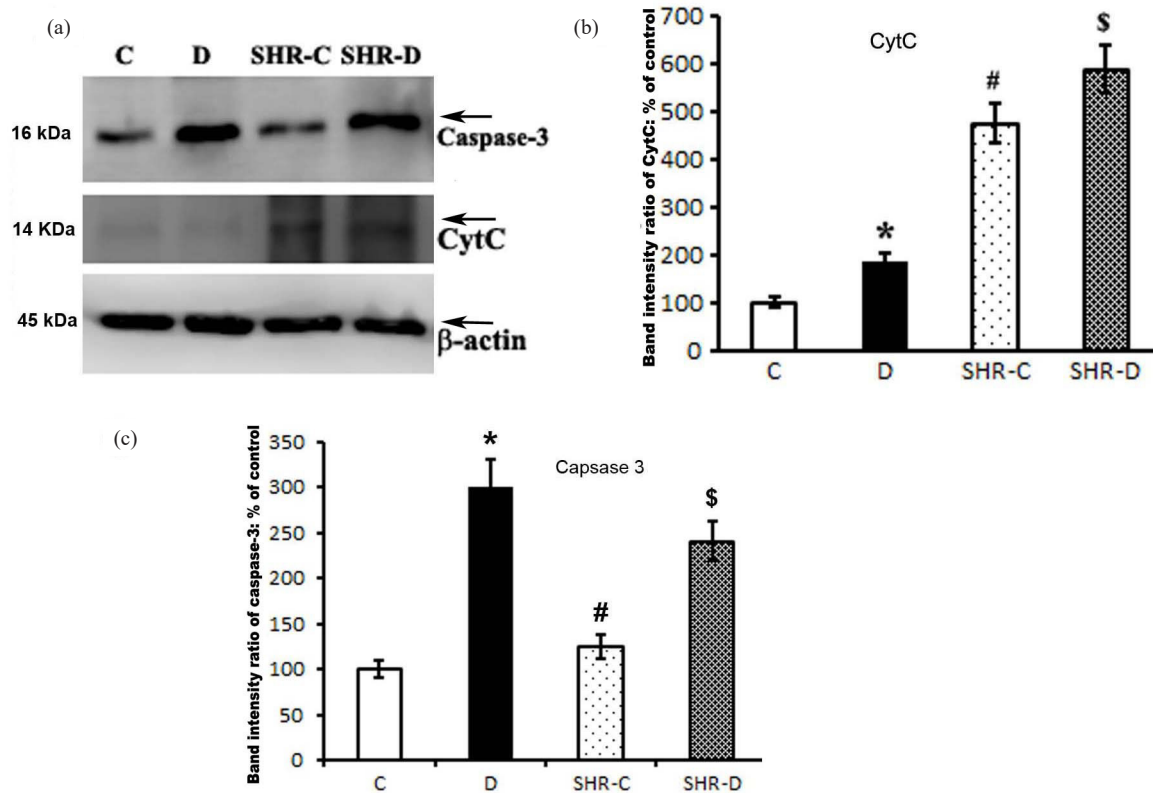 (a)
C D SHR-C SHR-D
16 kDa
Caspase-3
14 KDa
CytC
45 kDa
β-actin
(b)
Band intensity ratio of CytC: % of control
CytC
700
600
500
400
300
200
100
0
*
#
$
C D SHR-C SHR-D
(c)
Band intensity ratio of caspase-3: % of control
Capsase 3
350
300
250
200
150
100
50
0
*
#
$
C D SHR-C SHR-D